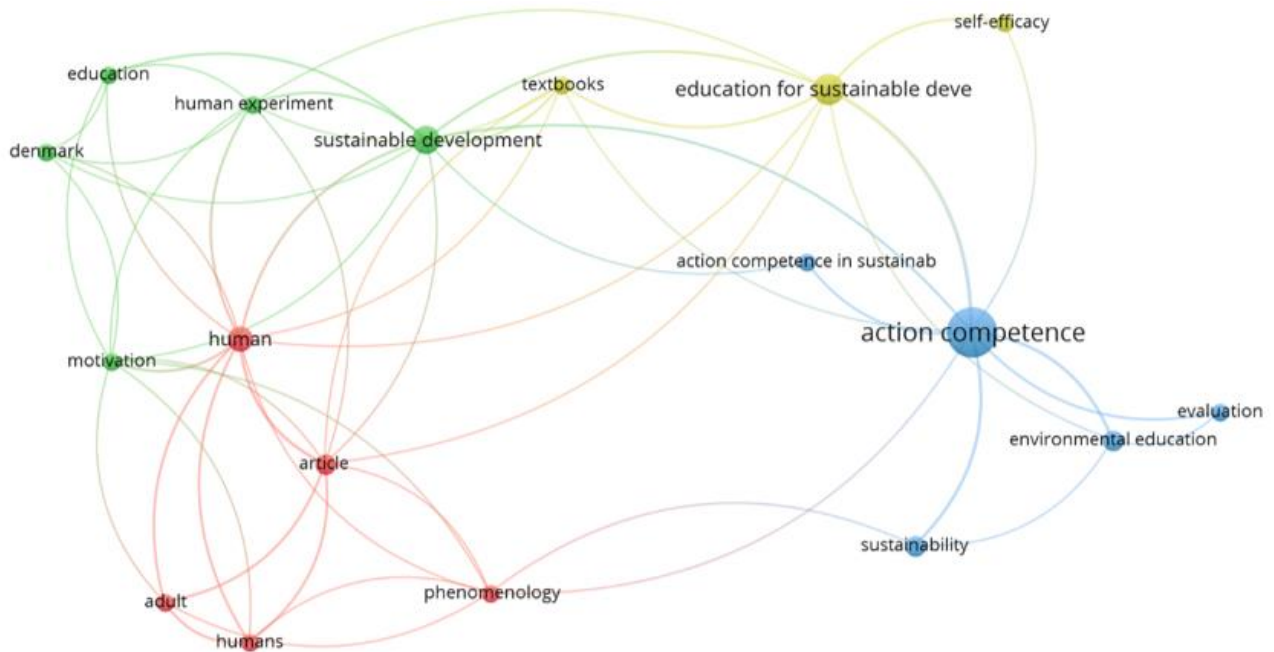 self-efficacy
education
textbooks
education for sustainable deve
human experiment
sustainable development
denmark
action competence in sustainab
action competence
human
motivation
evaluation
environmental education
article
sustainability
phenomenology
adult
humans